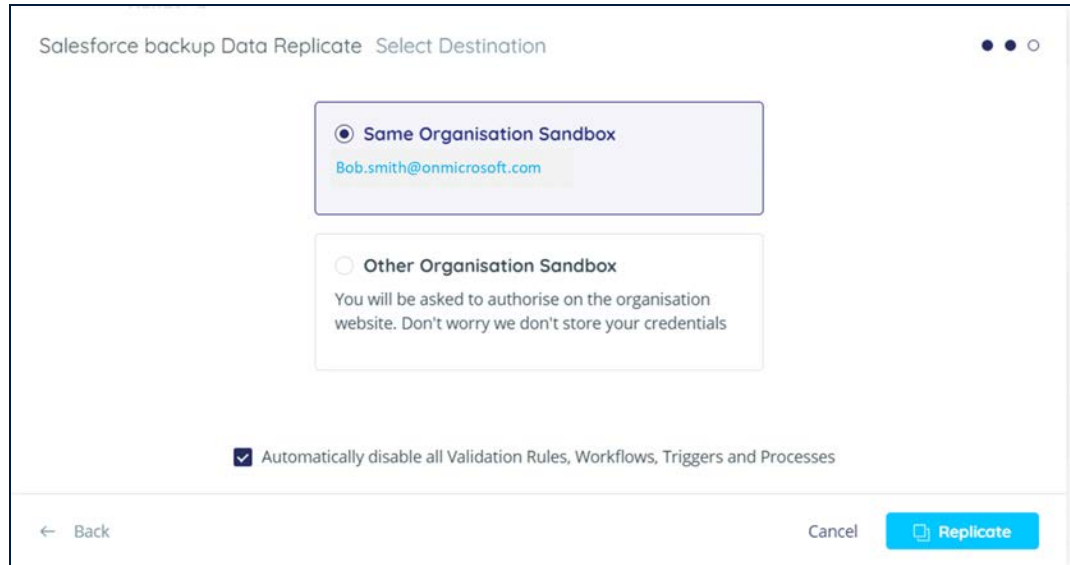 Salesforce backup Data Replicate Select Destination
Same Organisation Sandbox
Bob.smith@onmicrosoft.com
Other Organisation Sandbox
You will be asked to authorise on the organisation
website. Don't worry we don't store your credentials
Automatically disable all Validation Rules, Workflows, Triggers and Processes
← Back
Cancel
Replicate